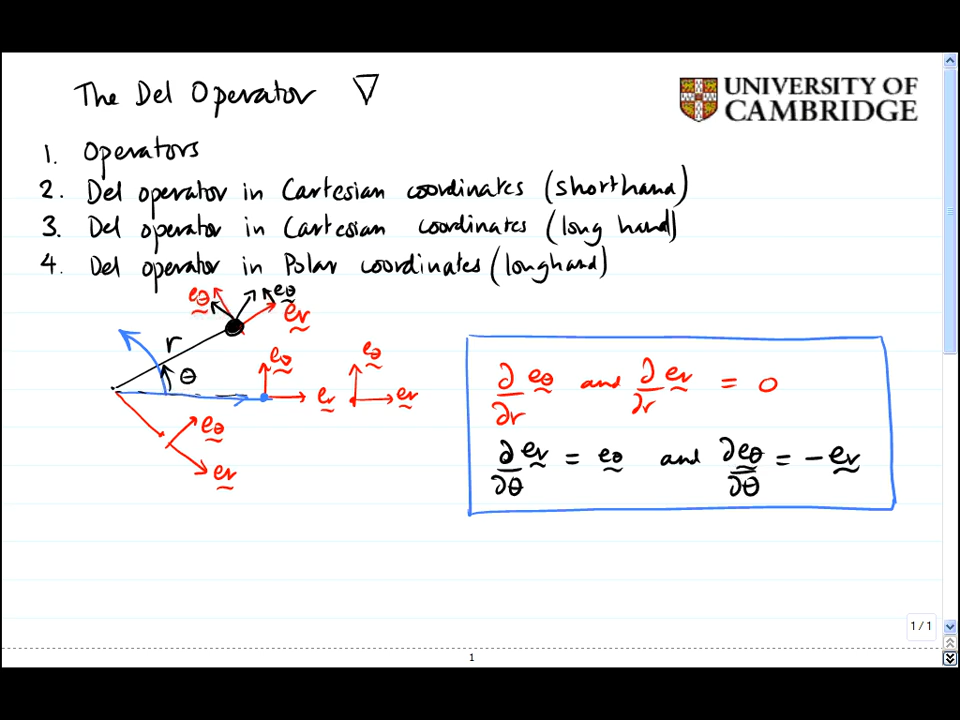 The Del Operator ∇
UNIVERSITY OF
CAMBRIDGE
1. Operators
2. Del operator in Cartesian coordinates (shorthand)
3. Del operator in Cartesian coordinates (long hand)
4. Del operator in Polar coordinates (longhand)
eθ eθ
er
r
θ
eθ er
eθ er
eθ
er
∂/∂r eθ and ∂/∂r er = 0
∂/∂θ er = eθ and ∂eθ/∂θ = -er
1 / 1
1